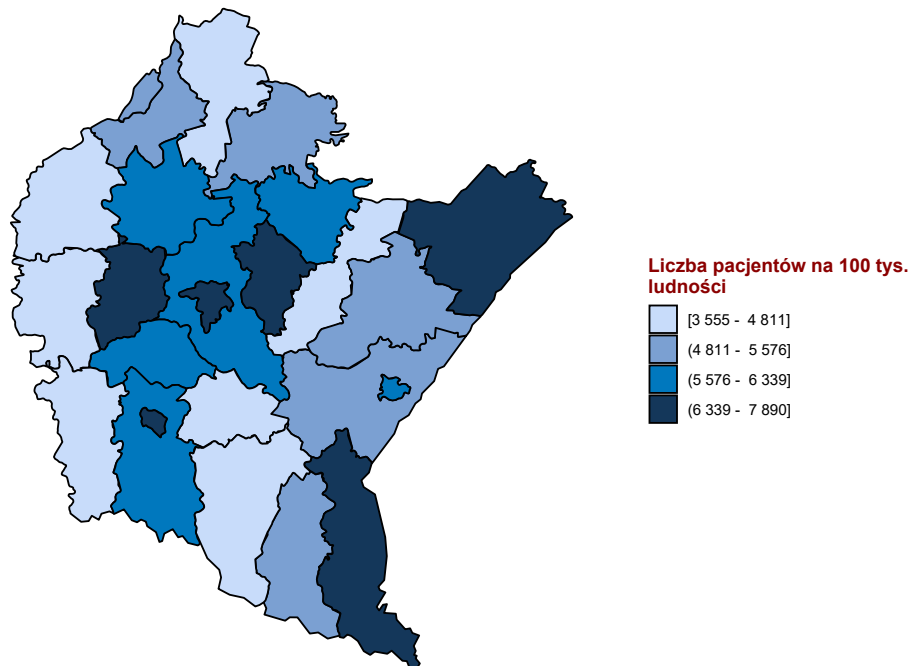 Liczba pacjentów na 100 tys.
ludności
[3 555 - 4 811]
(4 811 - 5 576]
(5 576 - 6 339]
(6 339 - 7 890]